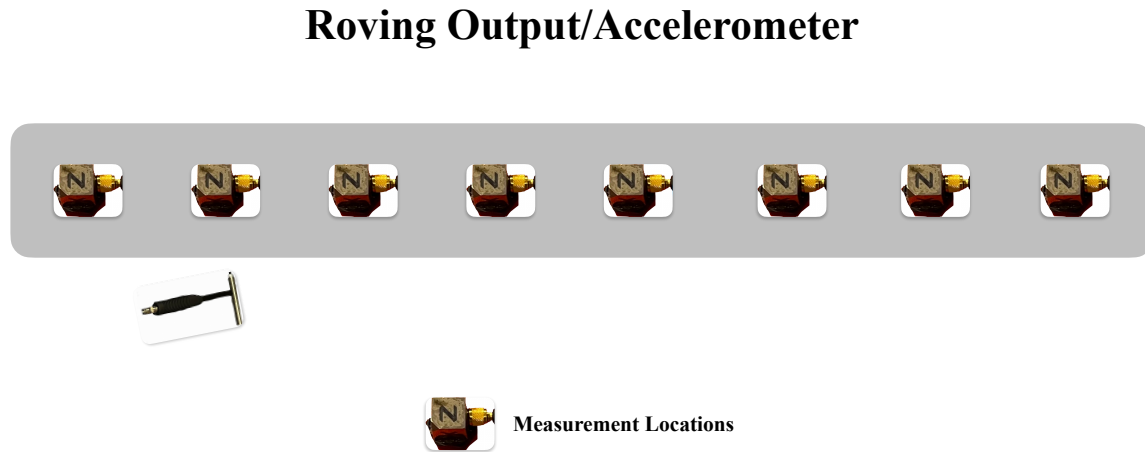 Roving Output/Accelerometer
Z Z Z Z Z Z Z Z
Z Measurement Locations